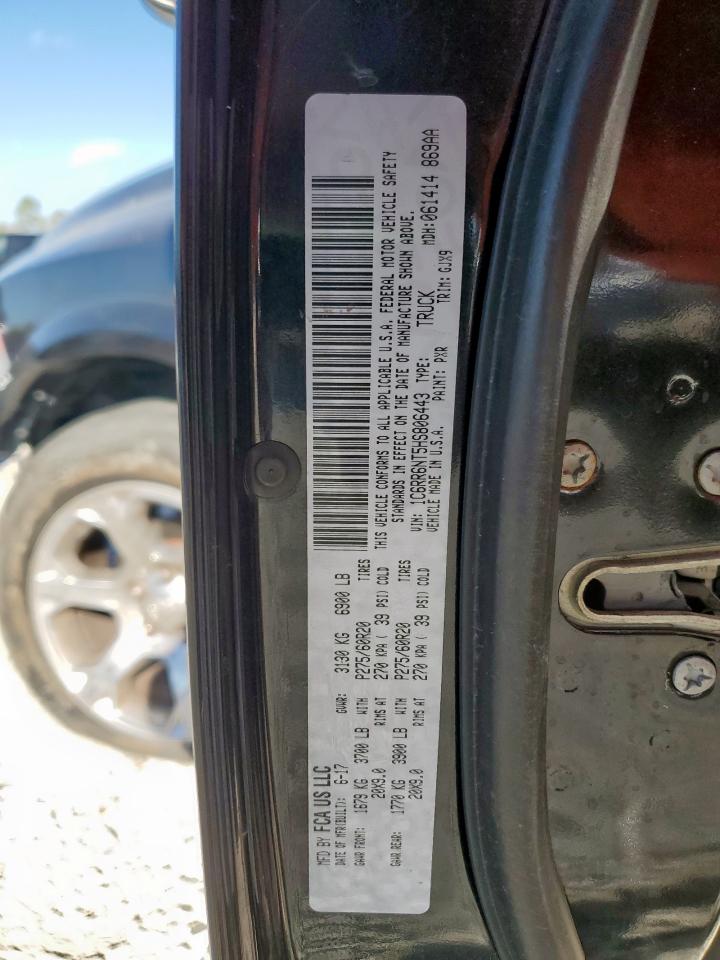 MFD BY FCA US LLC
DATE OF MFR(BUILT): 6-17 GVWR: 3130 KG 6900 LB
GAWR FRONT: 1679 KG 3700 LB WITH P275/60R20 TIRES
20X9.0 RIMS AT 270 KPA ( 39 PSI) COLD
GAWR REAR: 1770 KG 3900 LB WITH P275/60R20 TIRES
20X9.0 RIMS AT 270 KPA ( 39 PSI) COLD
THIS VEHICLE CONFORMS TO ALL APPLICABLE U.S.A. FEDERAL MOTOR VEHICLE SAFETY
STANDARDS IN EFFECT ON THE DATE OF MANUFACTURE SHOWN ABOVE.
VIN: 1C6RR6NT5HS806443 TYPE: TRUCK MDH:061414 869AA
VEHICLE MADE IN U.S.A. PAINT: PXR TRIM: GJX9